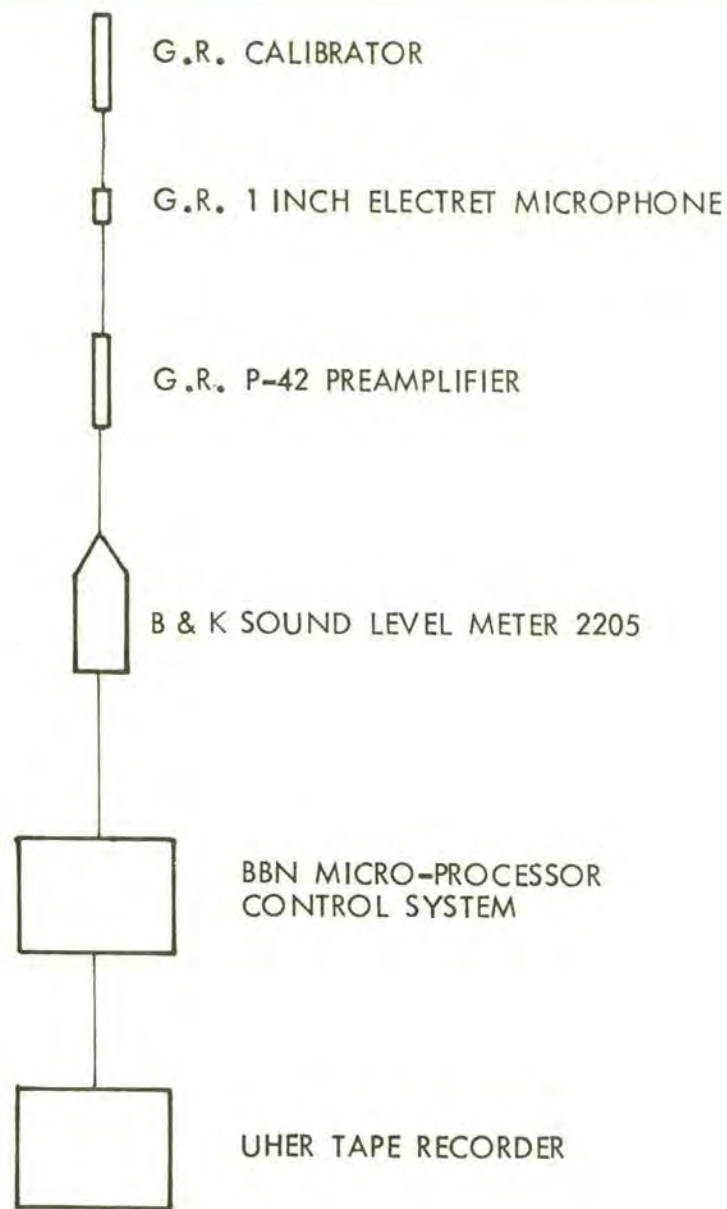 G.R. CALIBRATOR
G.R. 1 INCH ELECTRET MICROPHONE
G.R. P-42 PREAMPLIFIER
B & K SOUND LEVEL METER 2205
BBN MICRO-PROCESSOR
CONTROL SYSTEM
UHER TAPE RECORDER